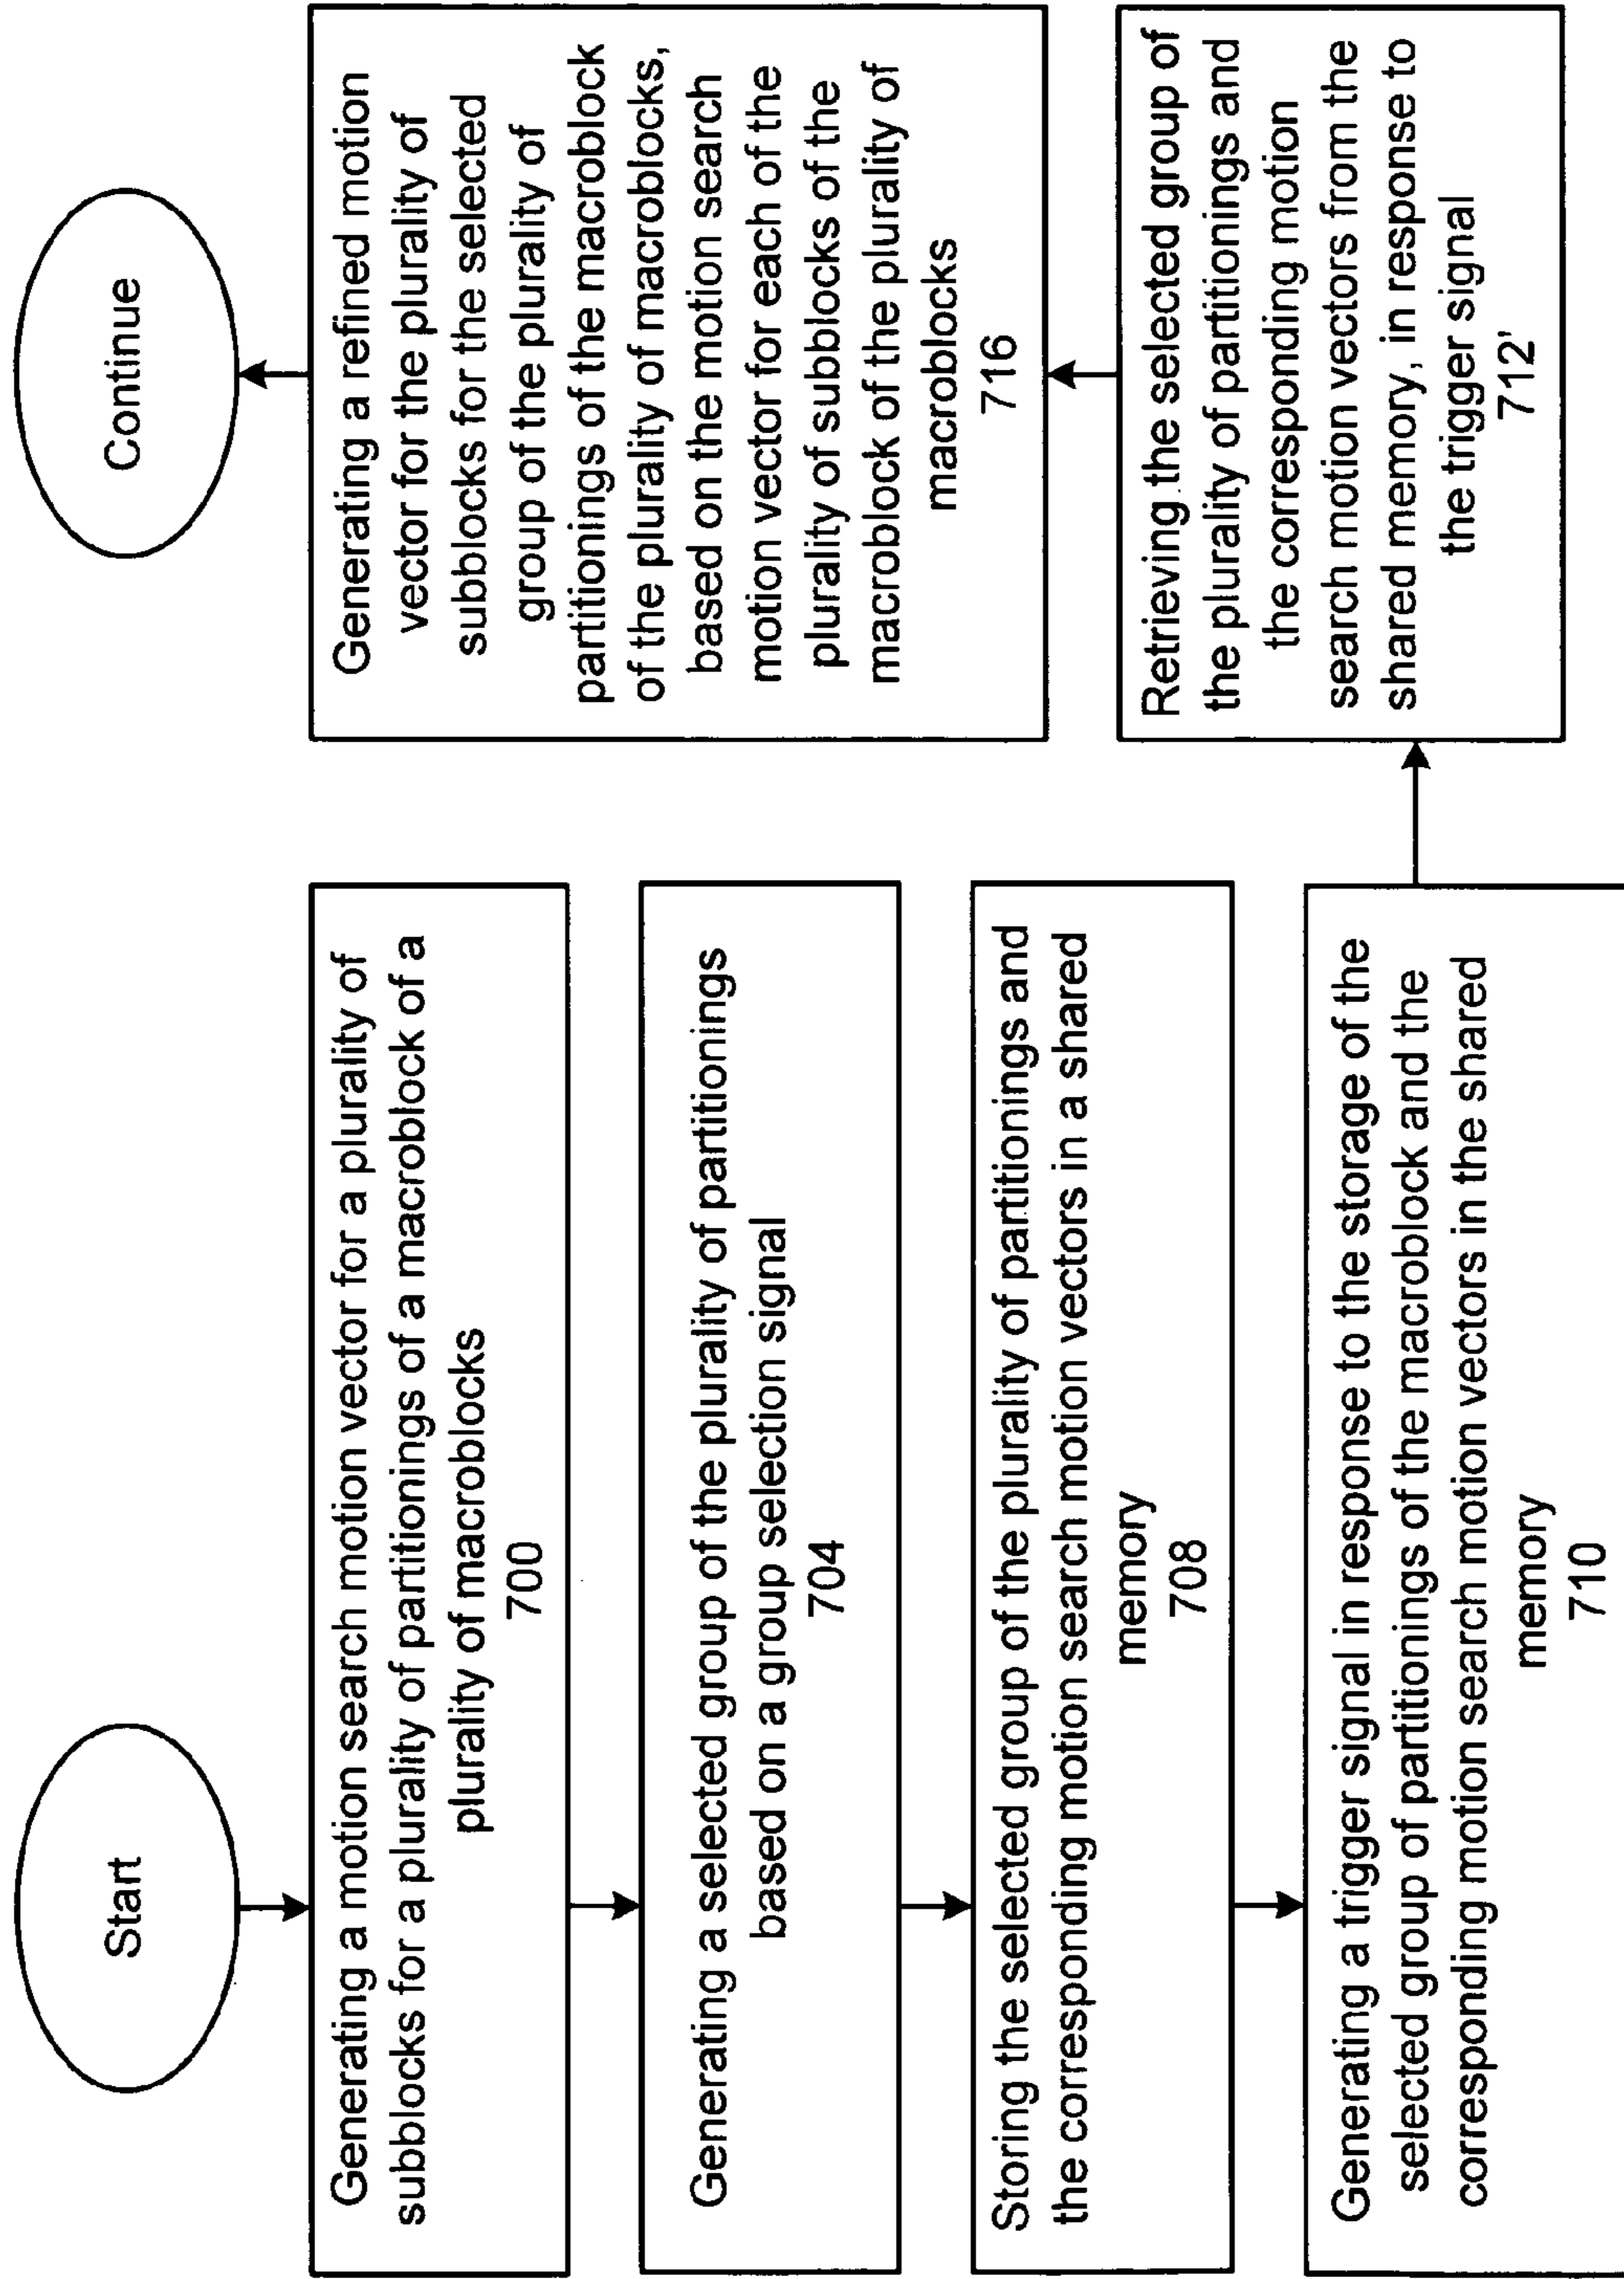 Start
Generating a motion search motion vector for a plurality of
subblocks for a plurality of partitionings of a macroblock of a
plurality of macroblocks
700
Generating a selected group of the plurality of partitionings
based on a group selection signal
704
Storing the selected group of the plurality of partitionings and
the corresponding motion search motion vectors in a shared
memory
708
Generating a trigger signal in response to the storage of the
selected group of partitionings of the macroblock and the
corresponding motion search motion vectors in the shared
memory
710
Retrieving the selected group of
the plurality of partitionings and
the corresponding motion
search motion vectors from the
shared memory, in response to
the trigger signal
712'
Generating a refined motion
vector for the plurality of
subblocks for the selected
group of the plurality of
partitionings of the macroblock
of the plurality of macroblocks,
based on the motion search
motion vector for each of the
plurality of subblocks of the
macroblock of the plurality of
macroblocks
716
Continue